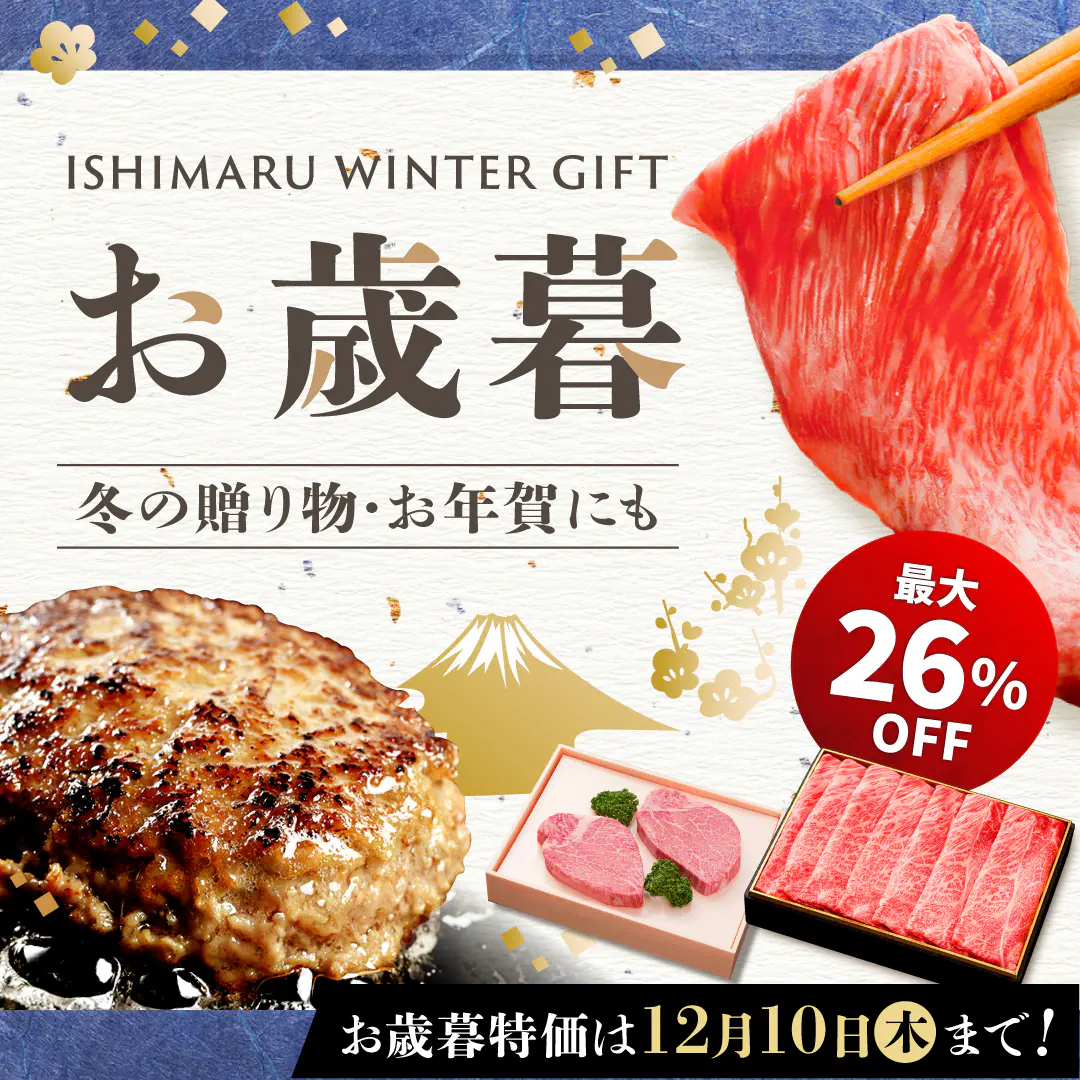 ISHIMARU WINTER GIFT
お歳暮
冬の贈り物・お年賀にも
最大
26%
OFF
お歳暮特価は12月10日木まで!